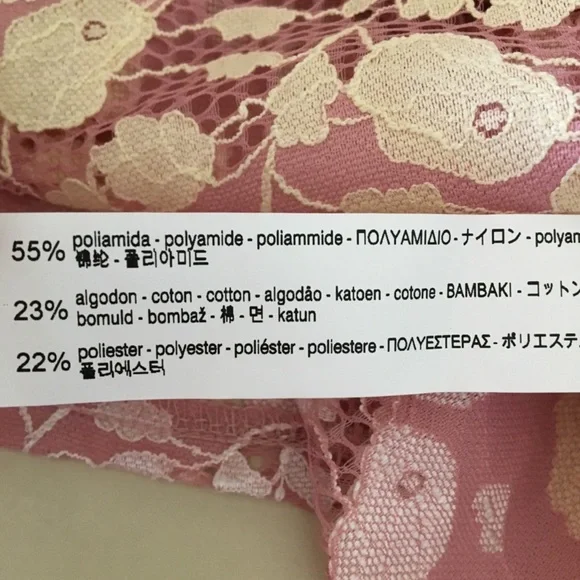 55% poliamida - polyamide - poliammide - ΠΟΛΥΑΜΙΔΙΟ - ナイロン - polyam
锦纶 - 폴리아미드
23% algodon - coton - cotton - algodão - katoen - cotone - BAMBAKI - コットン
bomuld - bombaž - 棉 - 면 - katun
22% poliester - polyester - poliéster - poliestere - ΠΟΛΥΕΣΤΕΡΑΣ - ポリエステ
폴리에스터